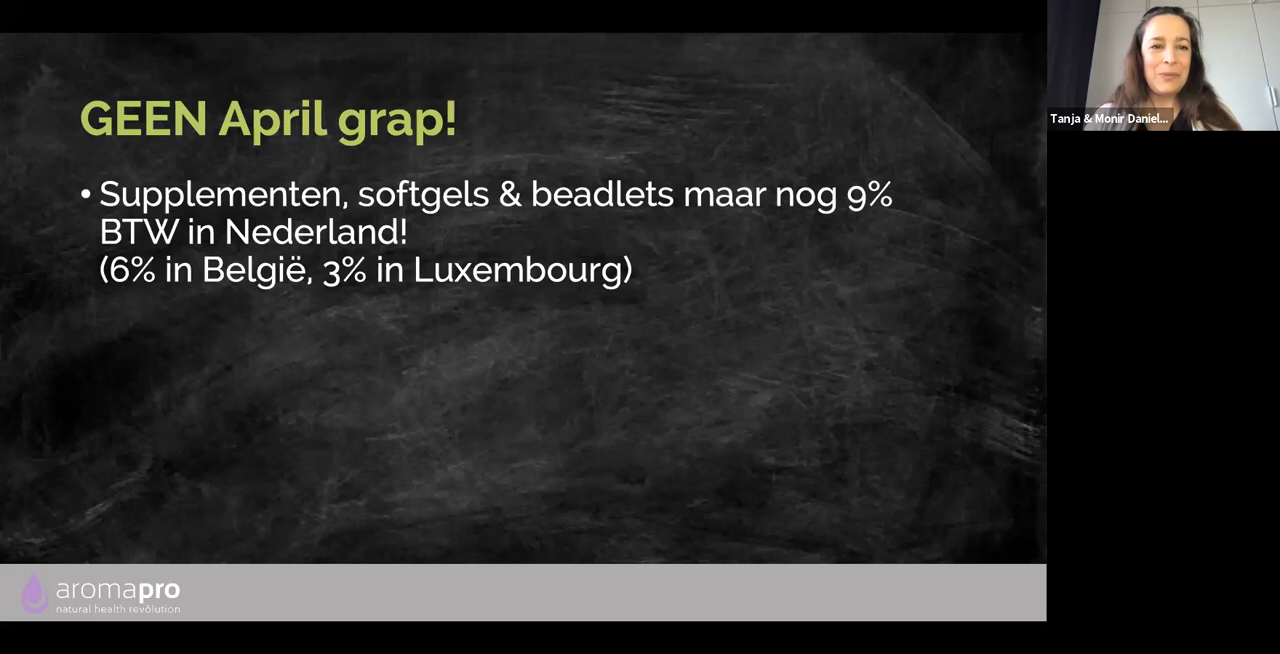 GEEN April grap!
• Supplementen, softgels & beadlets maar nog 9%
BTW in Nederland!
(6% in België, 3% in Luxembourg)
Tanja & Monir Daniel...
aromapro
natural health revôlution